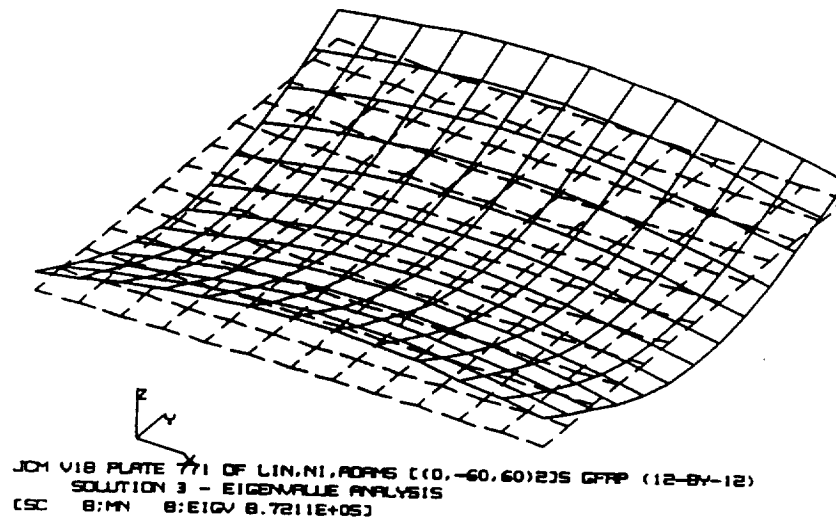 Z
Y
X
JCM V18 PLATE 771 OF LIN,NI,ADAMS [(0,-60,60)2]S GFRP (12-BY-12)
SOLUTION 3 - EIGENVALUE ANALYSIS
[SC 8;MN 8;EIGV 8.7211E+05]